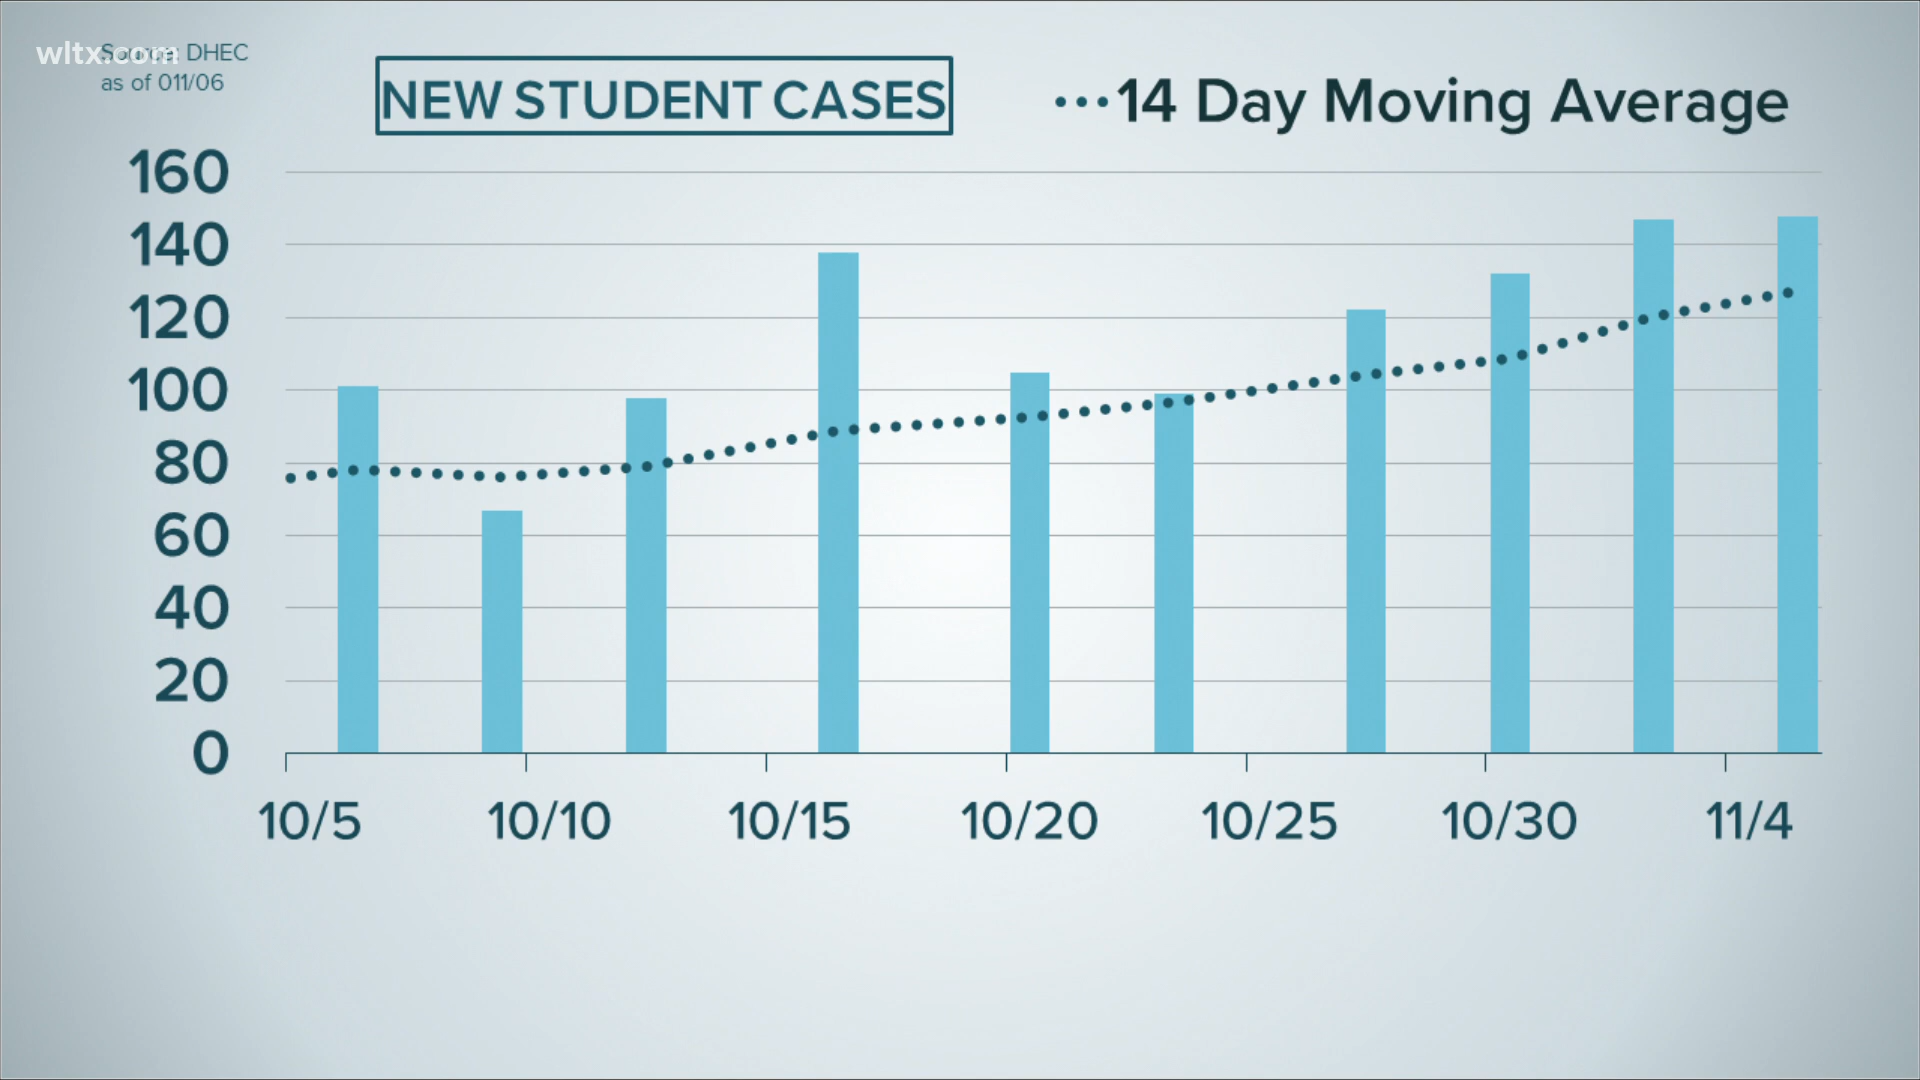 wltx.com
Source: DHEC
as of 011/06
NEW STUDENT CASES
14 Day Moving Average
160
140
120
100
80
60
40
20
0
10/5 10/10 10/15 10/20 10/25 10/30 11/4